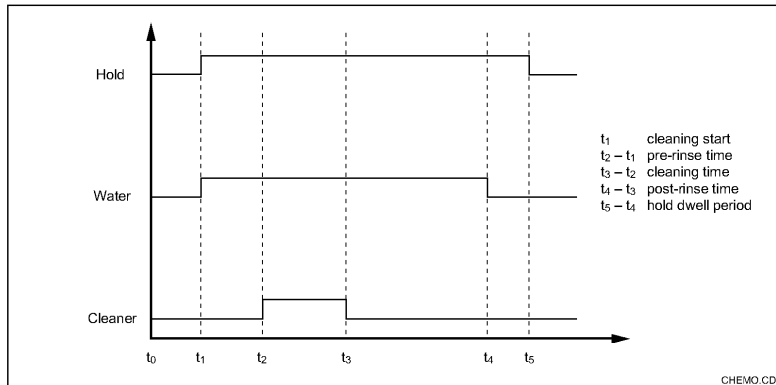 Hold
Water
Cleaner
t₀ t₁ t₂ t₃ t₄ t₅
t₁ cleaning start
t₂ – t₁ pre-rinse time
t₃ – t₂ cleaning time
t₄ – t₃ post-rinse time
t₅ – t₄ hold dwell period
CHEMO.CD